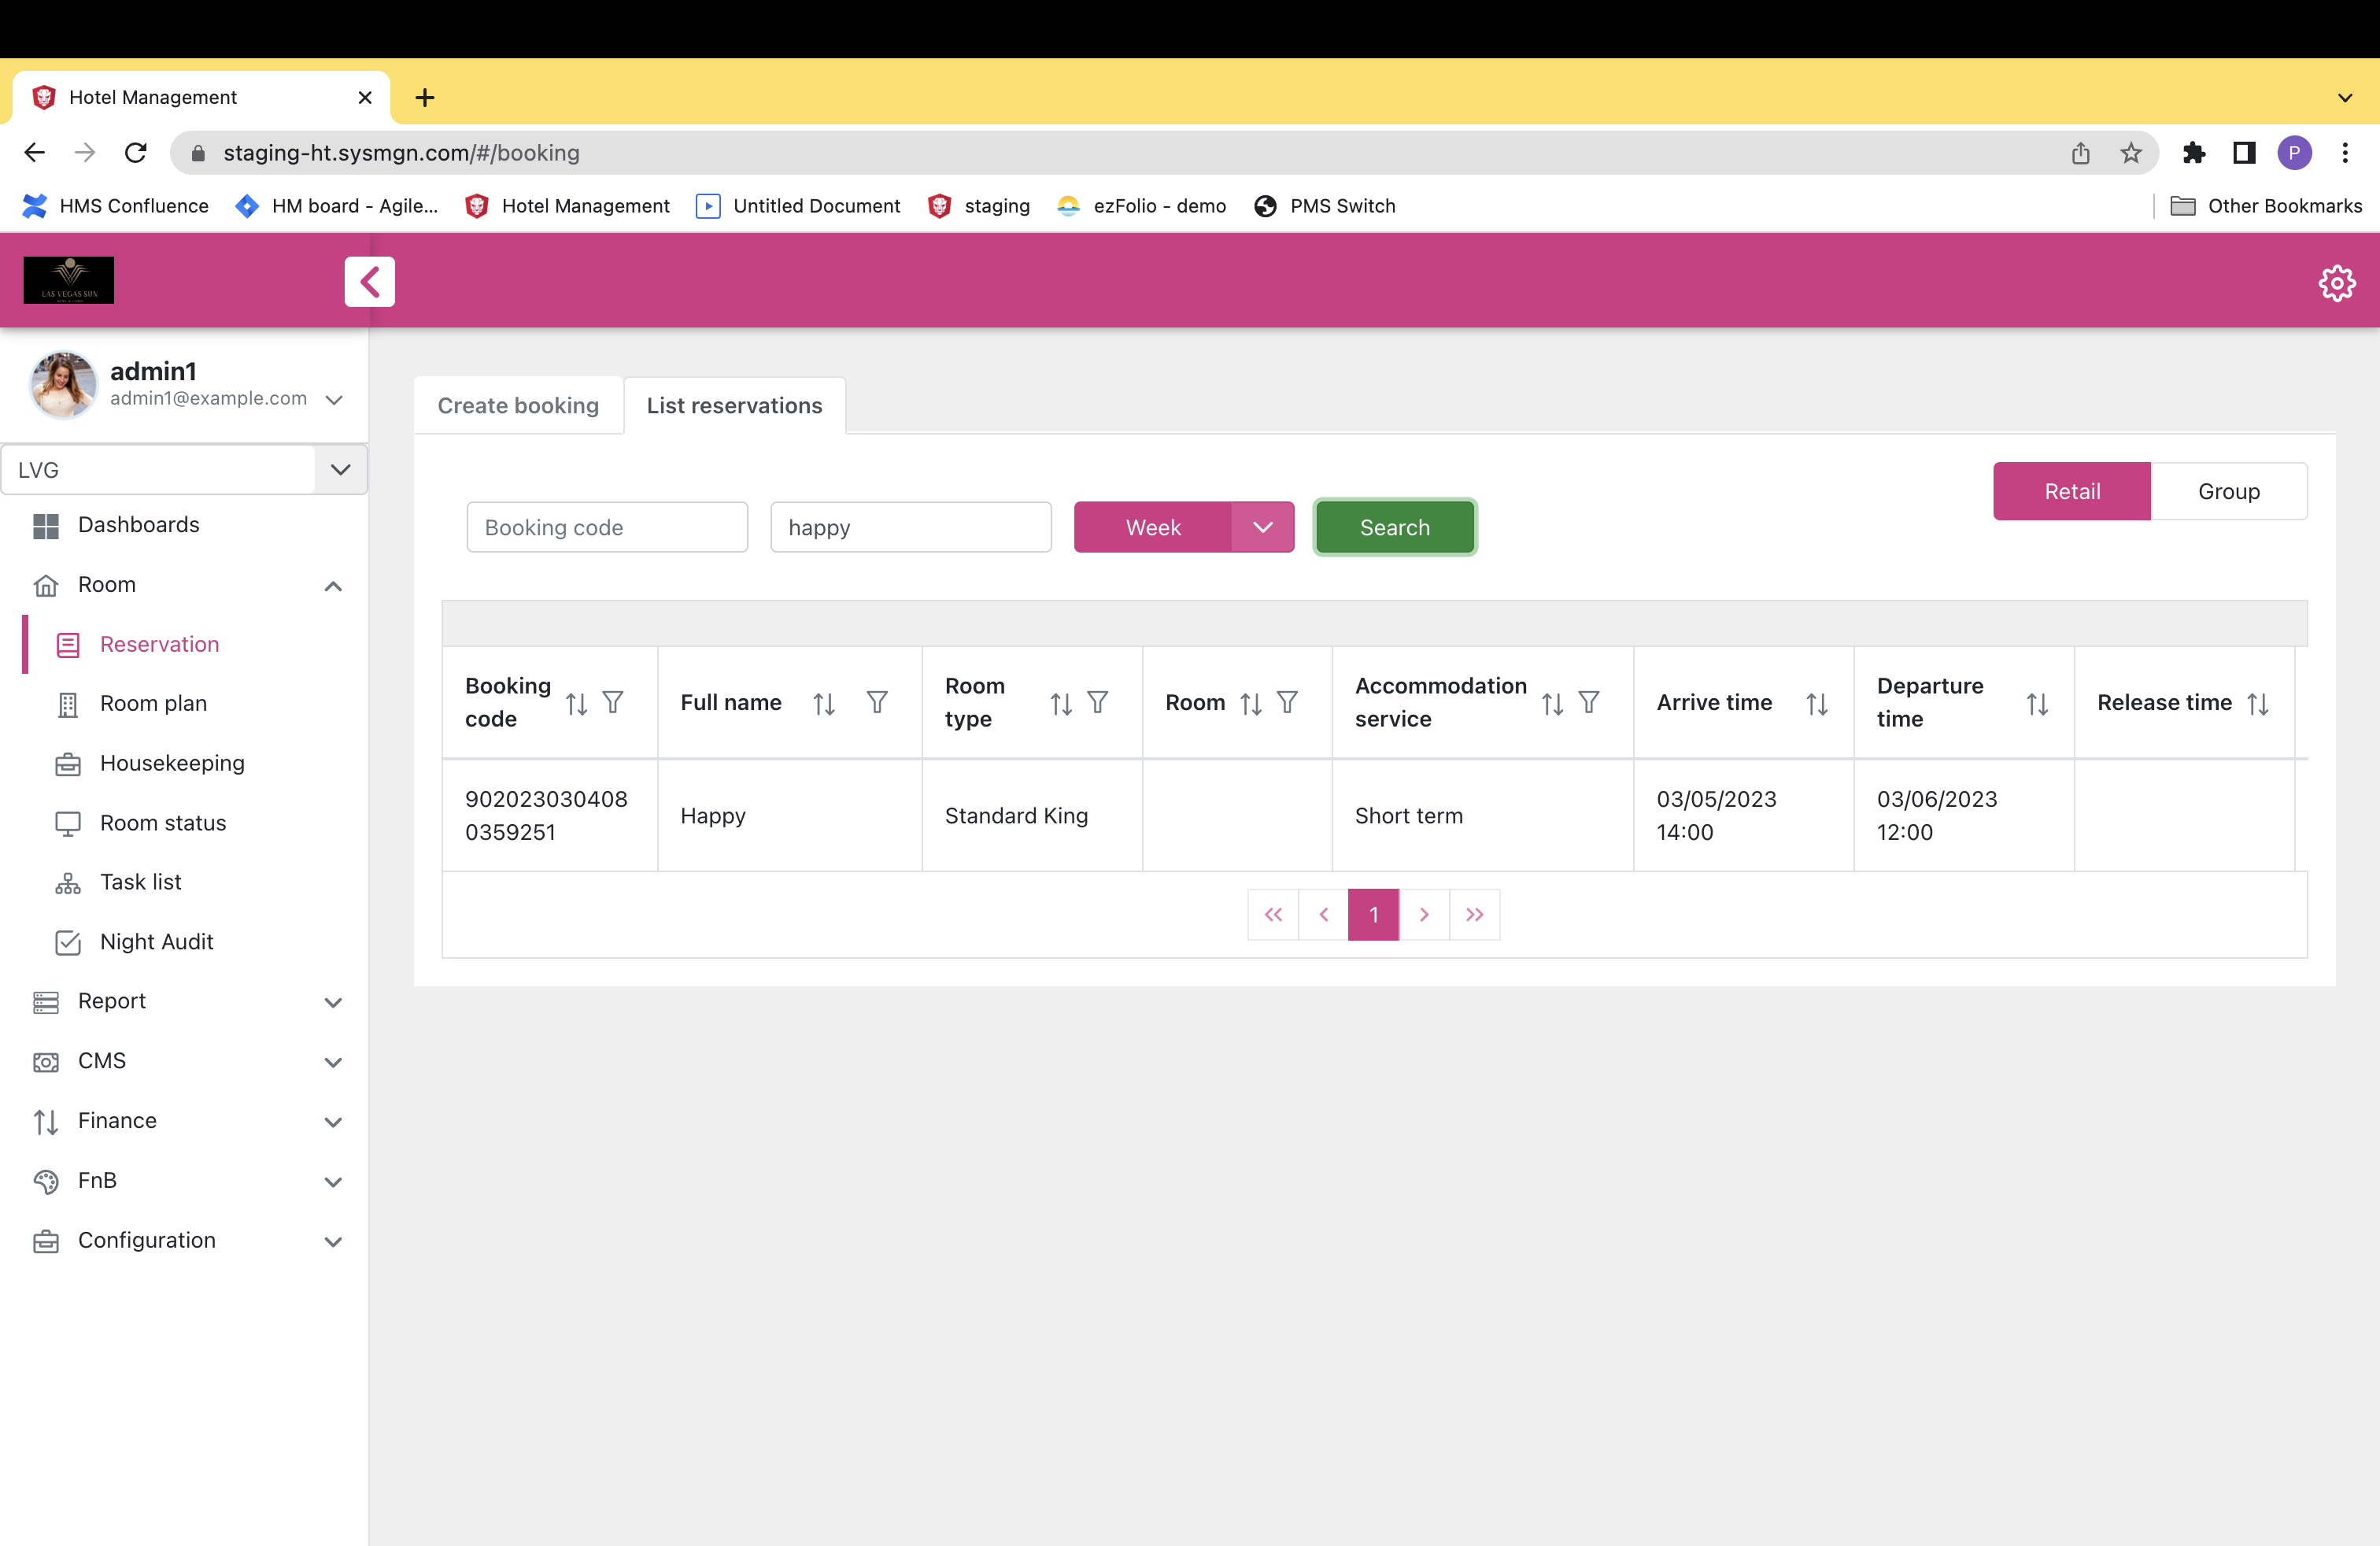 Hotel Management
staging-ht.sysmgn.com/#/booking
P
HMS Confluence
HM board - Agile...
Hotel Management
Untitled Document
staging
ezFolio - demo
PMS Switch
Other Bookmarks
LAS VEGAS SUN
admin1
admin1@example.com
LVG
Dashboards
Room
Reservation
Room plan
Housekeeping
Room status
Task list
Night Audit
Report
CMS
Finance
FnB
Configuration
Create booking
List reservations
Retail
Group
Booking code
happy
Week
Search
Booking
code
Full name
Room
type
Room
Accommodation
service
Arrive time
Departure
time
Release time
902023030408
0359251
Happy
Standard King
Short term
03/05/2023
14:00
03/06/2023
12:00
1